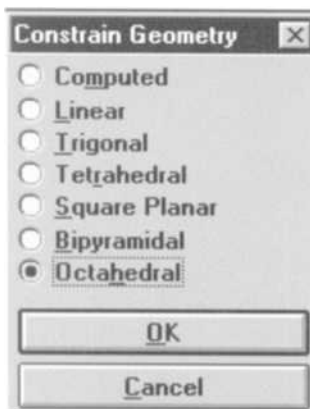 Constrain Geometry
Computed
Linear
Trigonal
Tetrahedral
Square Planar
Bipyramidal
Octahedral
OK
Cancel